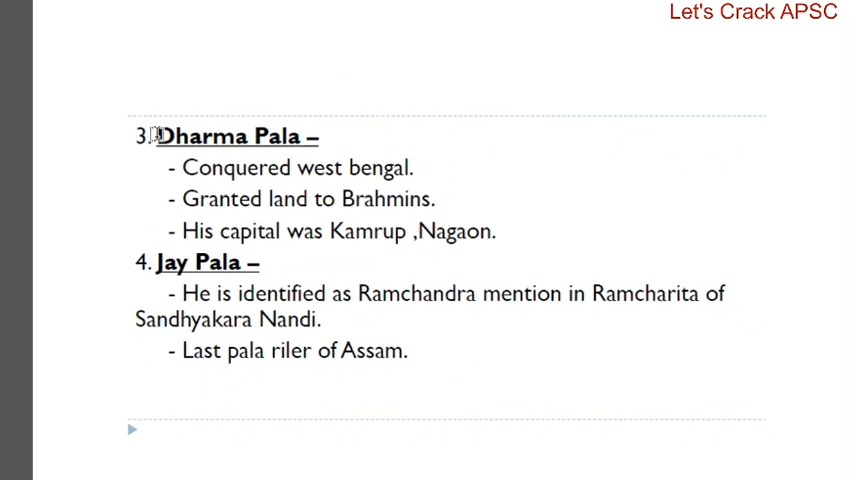 Let's Crack APSC
3. Dharma Pala –
- Conquered west bengal.
- Granted land to Brahmins.
- His capital was Kamrup ,Nagaon.
4. Jay Pala –
- He is identified as Ramchandra mention in Ramcharita of
Sandhyakara Nandi.
- Last pala riler of Assam.